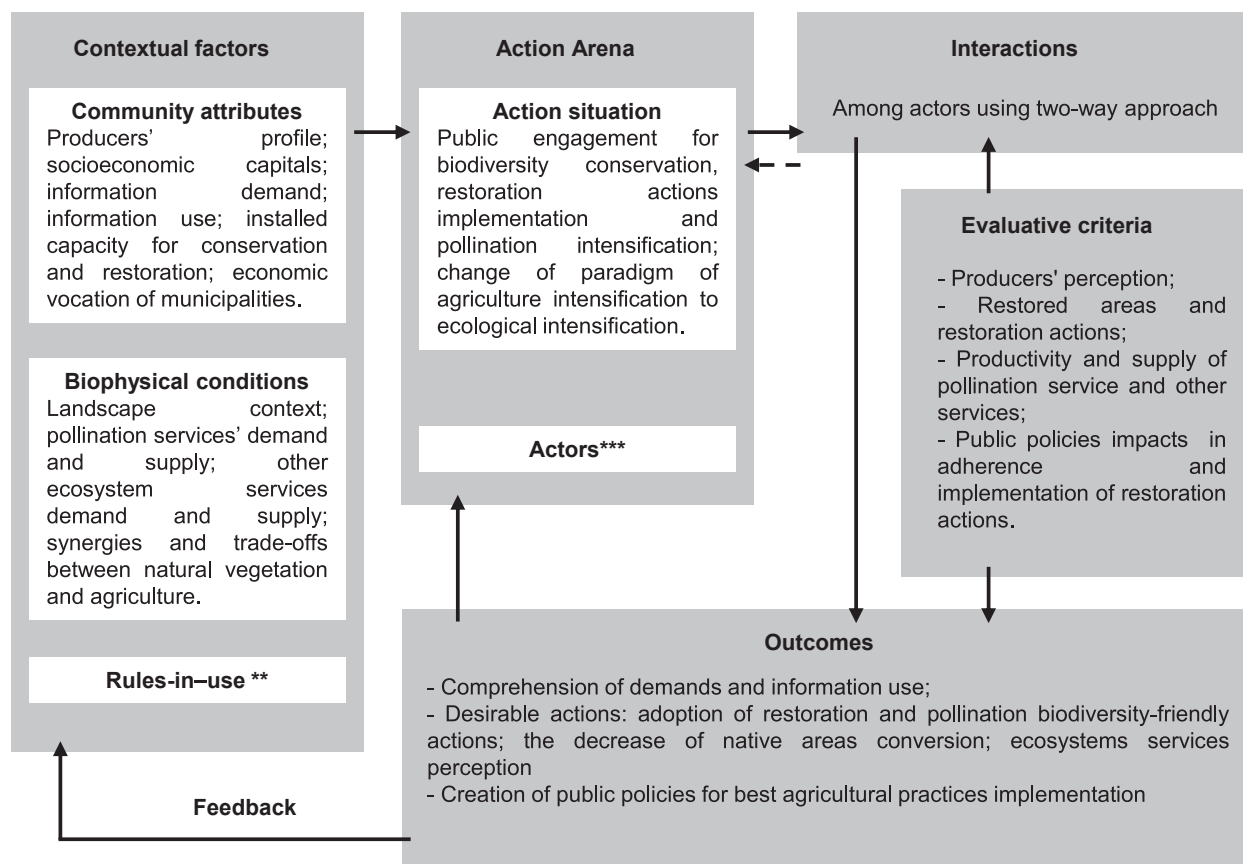 Contextual factors
Community attributes
Producers' profile;
socioeconomic capitals;
information demand;
information use; installed
capacity for conservation
and restoration; economic
vocation of municipalities.
Biophysical conditions
Landscape context;
pollination services' demand
and supply; other
ecosystem services
demand and supply;
synergies and trade-offs
between natural vegetation
and agriculture.
Rules-in–use **
Action Arena
Action situation
Public engagement for
biodiversity conservation,
restoration actions
implementation and
pollination intensification;
change of paradigm of
agriculture intensification to
ecological intensification.
Actors***
Interactions
Among actors using two-way approach
Evaluative criteria
- Producers' perception;
- Restored areas and
restoration actions;
- Productivity and supply of
pollination service and other
services;
- Public policies impacts in
adherence and
implementation of restoration
actions.
Outcomes
- Comprehension of demands and information use;
- Desirable actions: adoption of restoration and pollination biodiversity-friendly
actions; the decrease of native areas conversion; ecosystems services
perception
- Creation of public policies for best agricultural practices implementation
Feedback